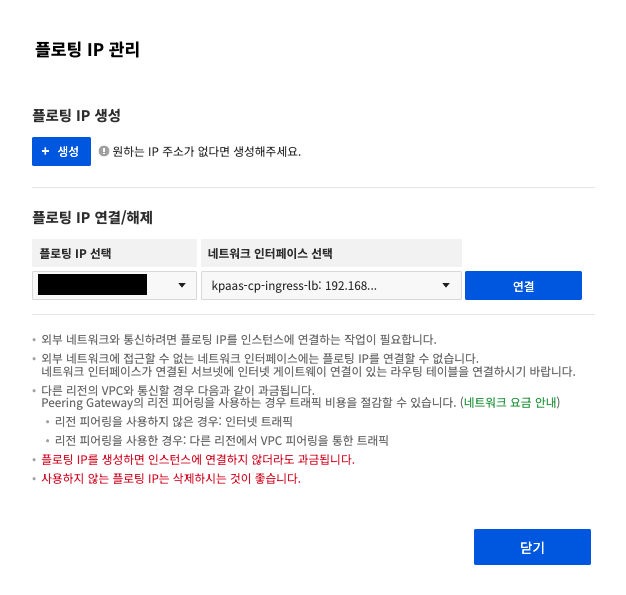 플로팅 IP 관리
플로팅 IP 생성
+ 생성
원하는 IP 주소가 없다면 생성해주세요.
플로팅 IP 연결/해제
플로팅 IP 선택
네트워크 인터페이스 선택
kpaas-cp-ingress-lb: 192.168...
연결
• 외부 네트워크와 통신하려면 플로팅 IP를 인스턴스에 연결하는 작업이 필요합니다.
• 외부 네트워크에 접근할 수 없는 네트워크 인터페이스에는 플로팅 IP를 연결할 수 없습니다.
네트워크 인터페이스가 연결된 서브넷에 인터넷 게이트웨이 연결이 있는 라우팅 테이블을 연결하시기 바랍니다.
• 다른 리전의 VPC와 통신할 경우 다음과 같이 과금됩니다.
Peering Gateway의 리전 피어링을 사용하는 경우 트래픽 비용을 절감할 수 있습니다. (네트워크 요금 안내)
• 리전 피어링을 사용하지 않은 경우: 인터넷 트래픽
• 리전 피어링을 사용한 경우: 다른 리전에서 VPC 피어링을 통한 트래픽
• 플로팅 IP를 생성하면 인스턴스에 연결하지 않더라도 과금됩니다.
• 사용하지 않는 플로팅 IP는 삭제하시는 것이 좋습니다.
닫기